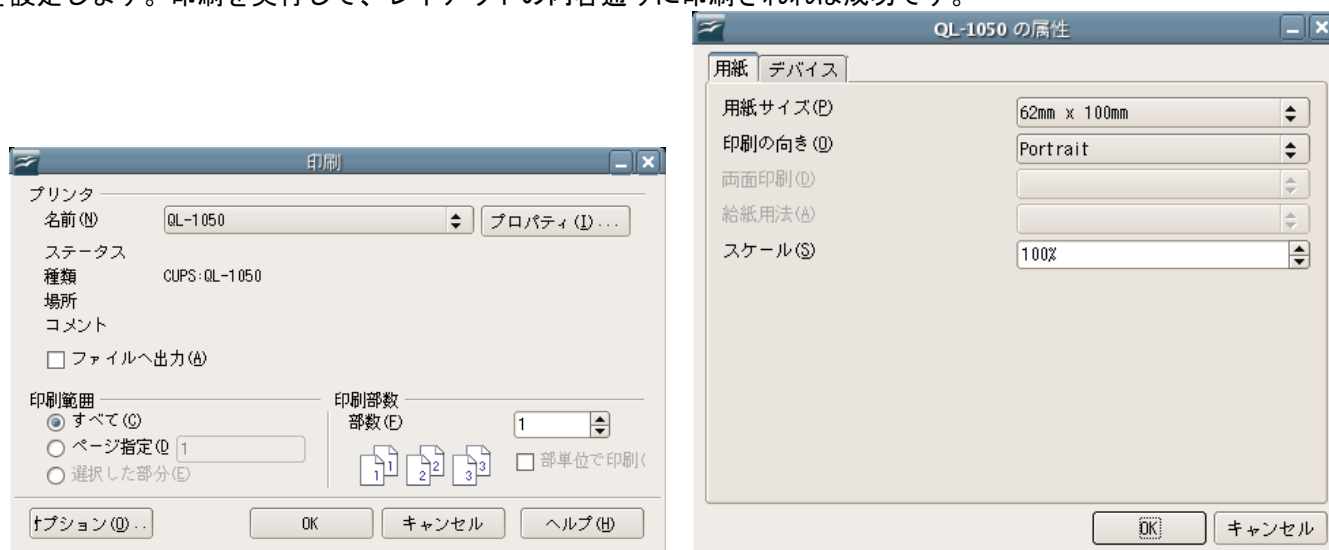 を設定します。印刷を実行して、レイアウトの内容通りに印刷されれば成功です。
印刷
プリンタ
名前(N) QL-1050 プロパティ(I)...
ステータス
種類 CUPS:QL-1050
場所
コメント
ファイルへ出力(A)
印刷範囲
すべて(C)
ページ指定(D 1
選択した部分(E)
印刷部数
部数(F) 1
1 1 2 2 3 3
部単位で印刷(
オプション(O)..
OK キャンセル ヘルプ(H)
QL-1050 の属性
用紙 デバイス
用紙サイズ(P) 62mm x 100mm
印刷の向き(O) Portrait
両面印刷(D)
給紙用法(A)
スケール(S) 100%
OK キャンセル